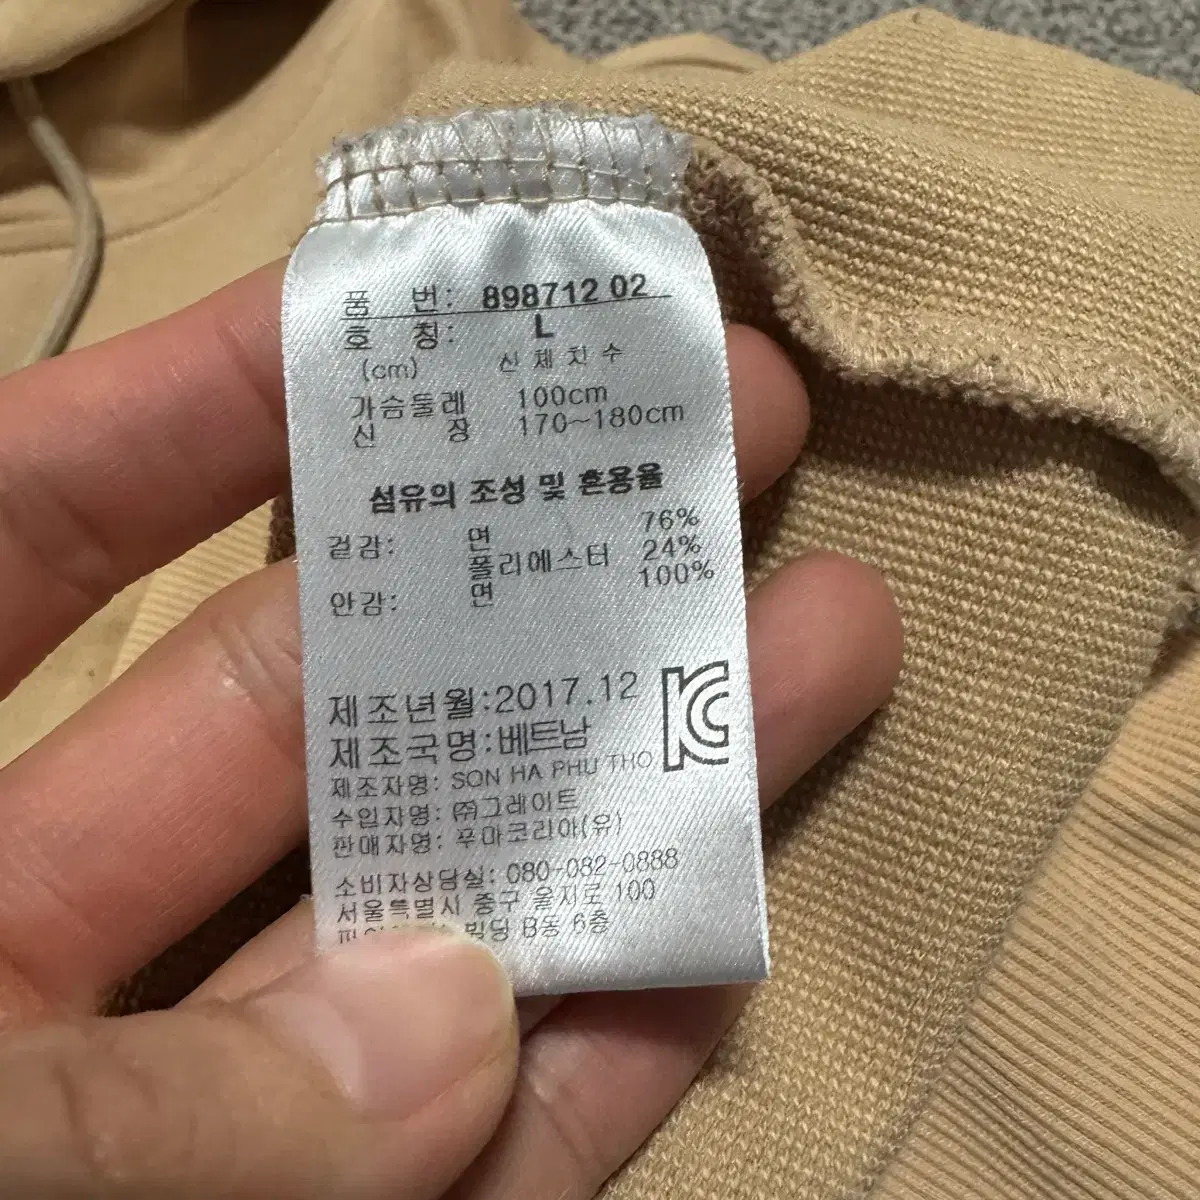 품 번: 898712 02
호 칭: L
(cm) 신체치수
가슴둘레 100cm
신 장 170~180cm
섬유의 조성 및 혼용율
겉감: 면 76%
폴리에스터 24%
안감: 면 100%
제조년월:2017.12
제조국명:베트남
제조자명: SON HA PHU THO
수입자명: ㈜그레이트
판매자명: 푸마코리아(유)
소비자상당실: 080-082-0888
서울특별시 중구 을지로 100
빌딩 B동 6층
KC